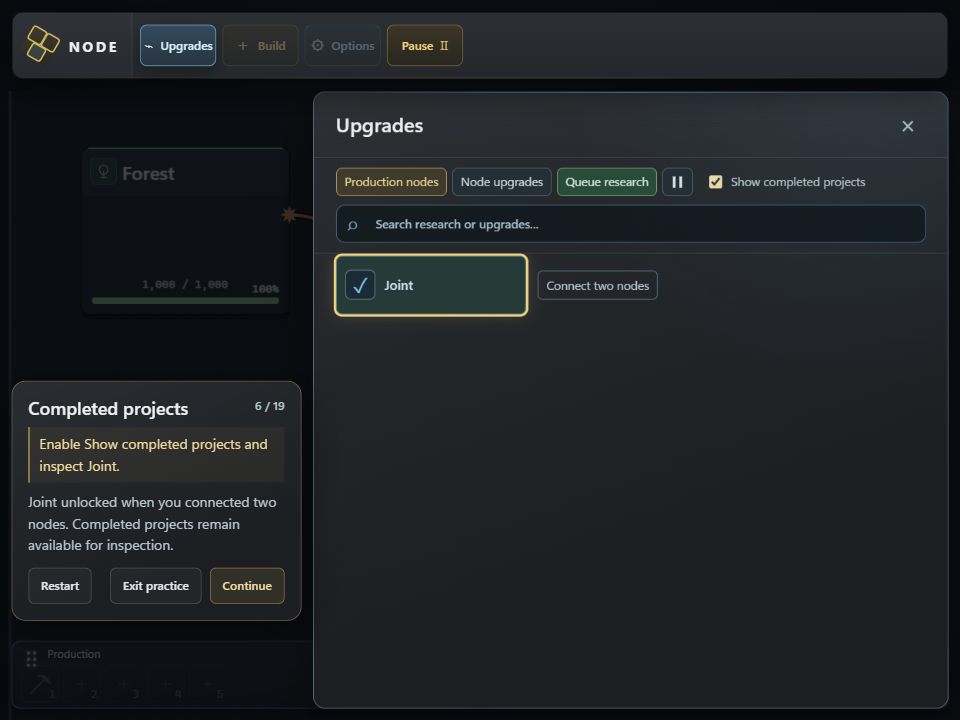 NODE
Upgrades
Build
Options
Pause
Forest
1,000 / 1,000
100%
Upgrades
Production nodes
Node upgrades
Queue research
Show completed projects
Search research or upgrades...
Joint
Connect two nodes
Completed projects
6 / 19
Enable Show completed projects and
inspect Joint.
Joint unlocked when you connected two
nodes. Completed projects remain
available for inspection.
Restart
Exit practice
Continue
Production
1
2
3
4
5